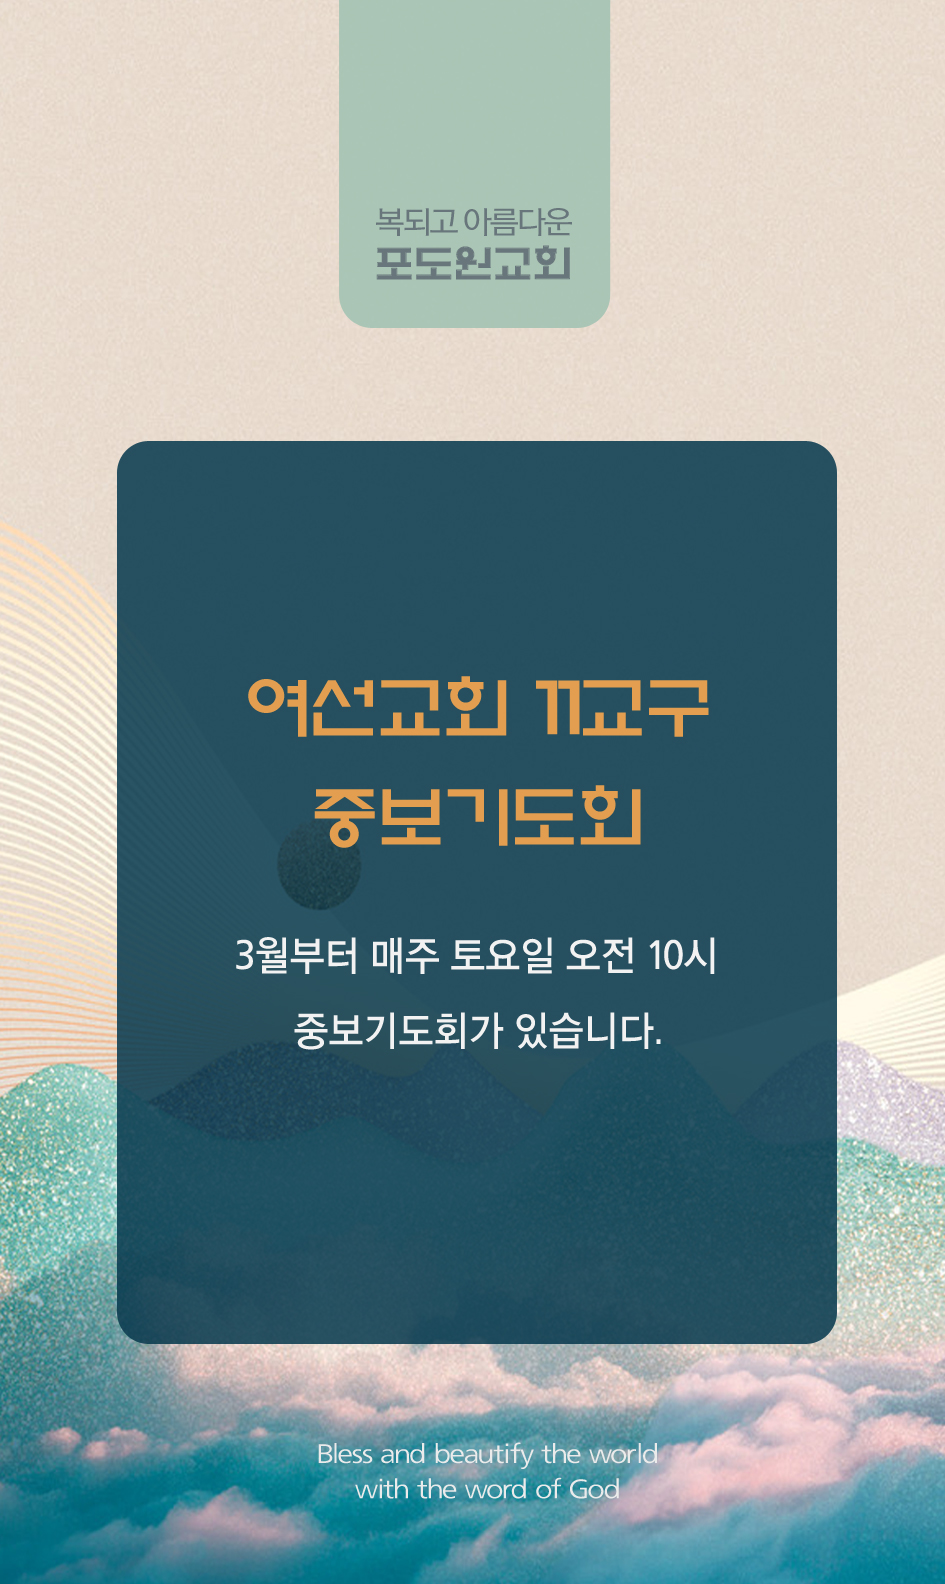 복되고 아름다운
포도원교회
여선교회 11교구
중보기도회
3월부터 매주 토요일 오전 10시
중보기도회가 있습니다.
Bless and beautify the world
with the word of God